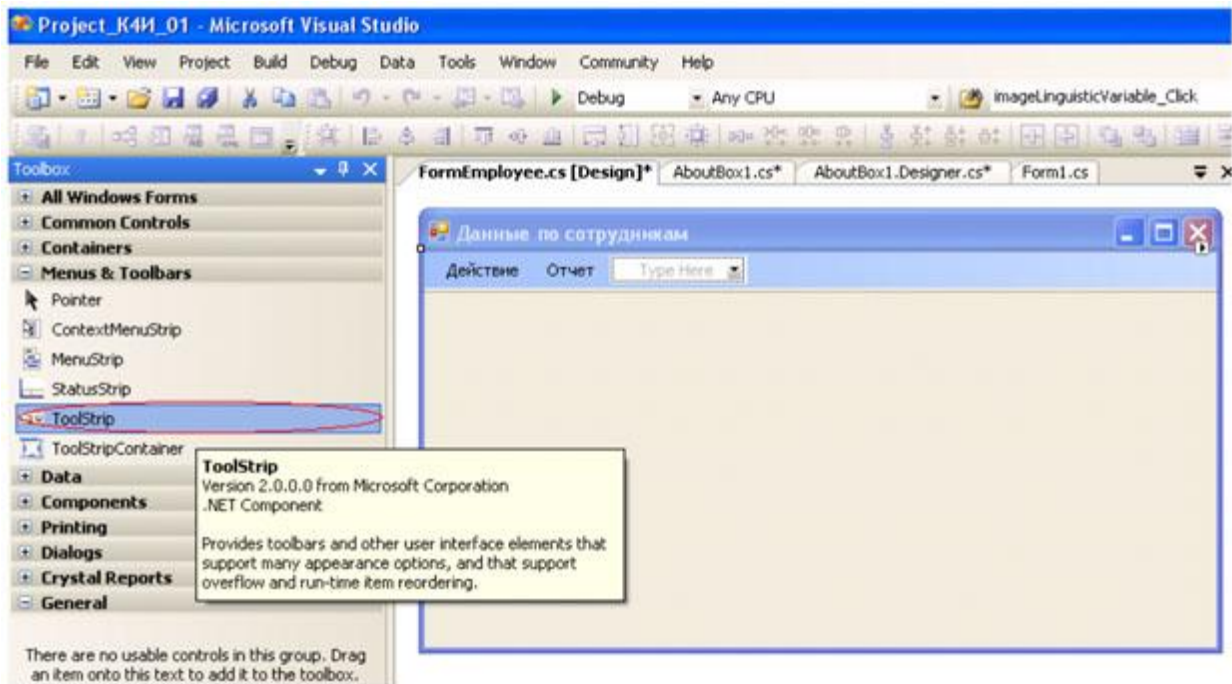 Project_К4И_01 - Microsoft Visual Studio
File Edit View Project Build Debug Data Tools Window Community Help
Debug Any CPU imageLinguisticVariable_Click
Toolbox
FormEmployee.cs [Design]* AboutBox1.cs* AboutBox1.Designer.cs* Form1.cs
All Windows Forms
Common Controls
Containers
Menus & Toolbars
Pointer
ContextMenuStrip
MenuStrip
StatusStrip
ToolStrip
ToolStripContainer
Data
Components
Printing
Dialogs
Crystal Reports
General
There are no usable controls in this group. Drag
an item onto this text to add it to the toolbox.
ToolStrip
Version 2.0.0.0 from Microsoft Corporation
.NET Component
Provides toolbars and other user interface elements that
support many appearance options, and that support
overflow and run-time item reordering.
Данные по сотрудникам
Действие Отчет Type Here